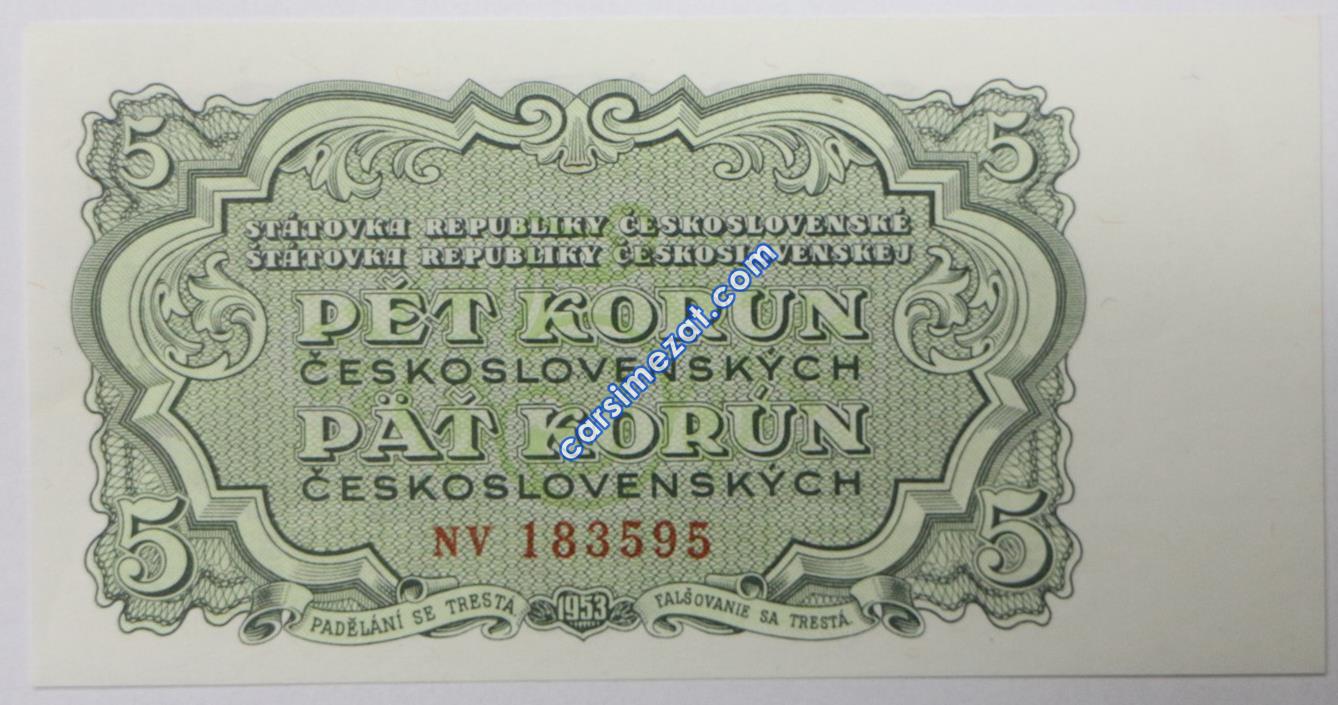 5 5
STÁTOVKA REPUBLIKY ČESKOSLOVENSKÉ
ŠTÁTOVKA REPUBLIKY ČESKOSLOVENSKEJ
PĚT KORUN
ČESKOSLOVENSKÝCH
PÄŤ KORÚN
ČESKOSLOVENSKÝCH
NV 183595
5 5
PADĚLÁNÍ SE TRESTÁ. 1953 FALŠOVANIE SA TRESTÁ.
carsimezat.com